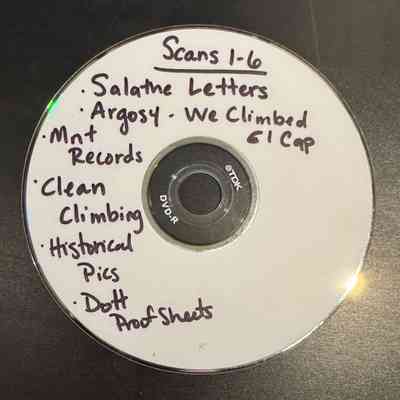 Scans 1-6
· Salathe Letters
· Argosy - We Climbed
El Cap
· Mnt
Records
· Clean
Climbing
· Historical
Pics
· Dott
Proof Sheets
TDK
DVD-R